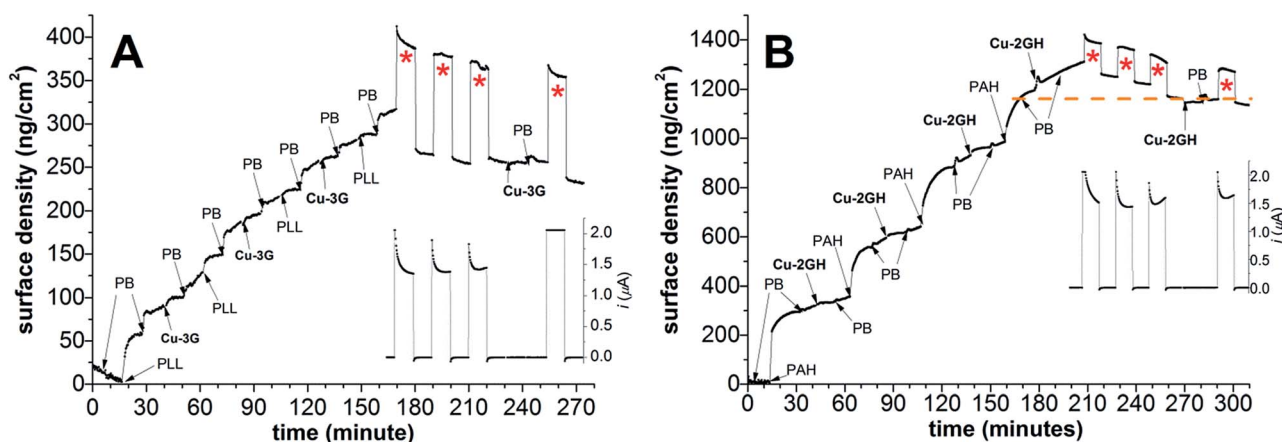 A
surface density (ng/cm²)
400
350
300
250
200
150
100
50
0
0 30 60 90 120 150 180 210 240 270
time (minute)
PB
PLL
Cu-3G
PB
PLL
PB
Cu-3G
PB
PLL
PB
Cu-3G
PB
PLL
PB
*
*
*
Cu-3G
PB
*
2.0
1.5
1.0
0.5
0.0
i (μA)
B
surface density (ng/cm²)
1400
1200
1000
800
600
400
200
0
0 30 60 90 120 150 180 210 240 270 300
time (minutes)
PB
PAH
Cu-2GH
PB
PAH
Cu-2GH
PB
PAH
Cu-2GH
PB
PAH
Cu-2GH
PB
*
*
*
Cu-2GH
PB
*
2.0
1.5
1.0
0.5
0.0
i (μA)